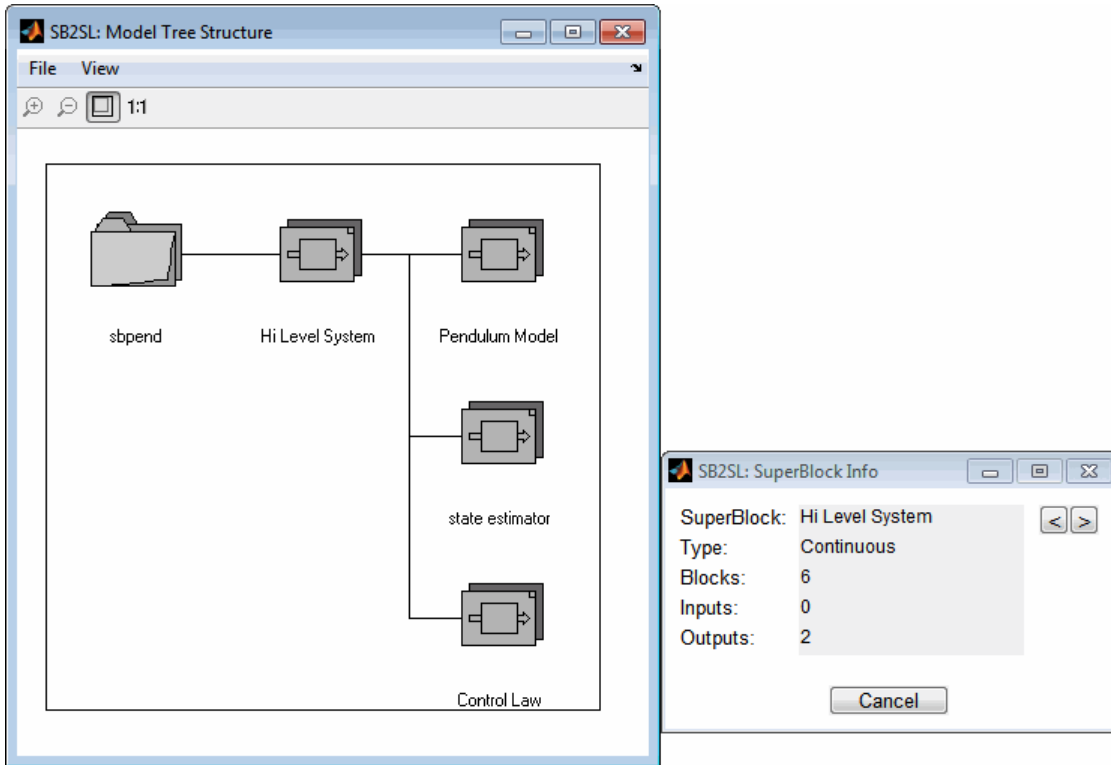 SB2SL: Model Tree Structure
File View
1:1
sbpend
Hi Level System
Pendulum Model
state estimator
Control Law
SB2SL: SuperBlock Info
SuperBlock: Hi Level System
Type: Continuous
Blocks: 6
Inputs: 0
Outputs: 2
< >
Cancel